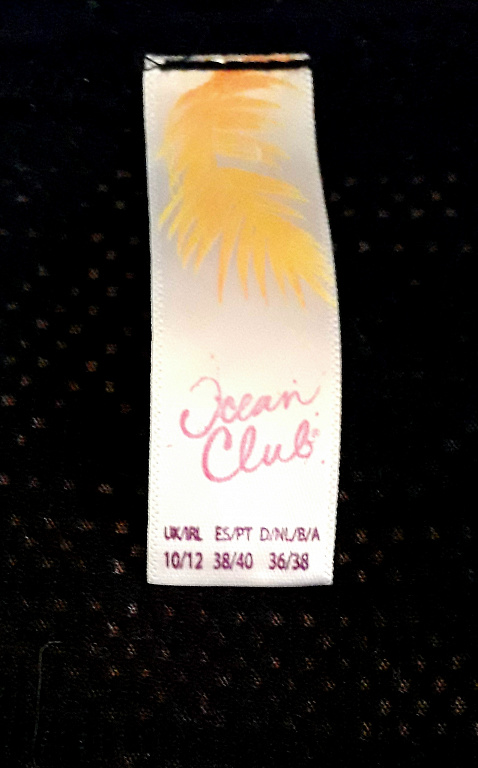 Ocean
Club®
UK/IRL ES/PT D/NL/B/A
10/12 38/40 36/38